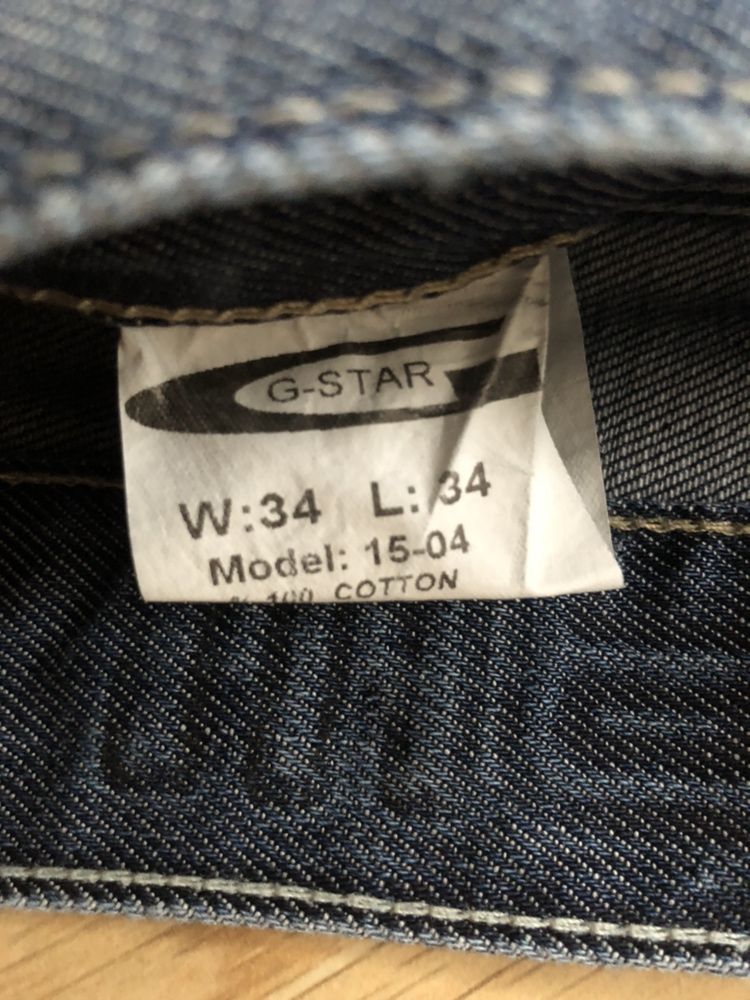 G-STAR
W:34 L:34
Model: 15-04
% 100 COTTON